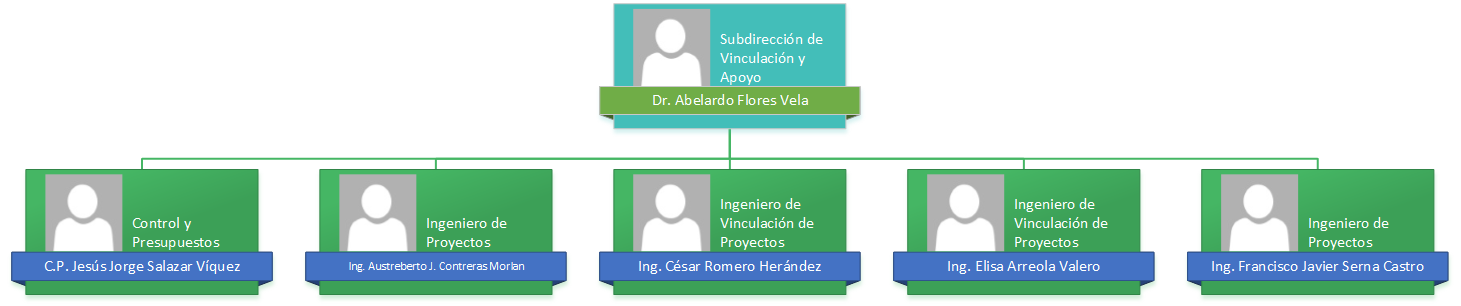 Subdirección de
Vinculación y
Apoyo
Dr. Abelardo Flores Vela
Control y
Presupuestos
C.P. Jesús Jorge Salazar Víquez
Ingeniero de
Proyectos
Ing. Austreberto J. Contreras Morlan
Ingeniero de
Vinculación de
Proyectos
Ing. César Romero Herández
Ingeniero de
Vinculación de
Proyectos
Ing. Elisa Arreola Valero
Ingeniero de
Proyectos
Ing. Francisco Javier Serna Castro